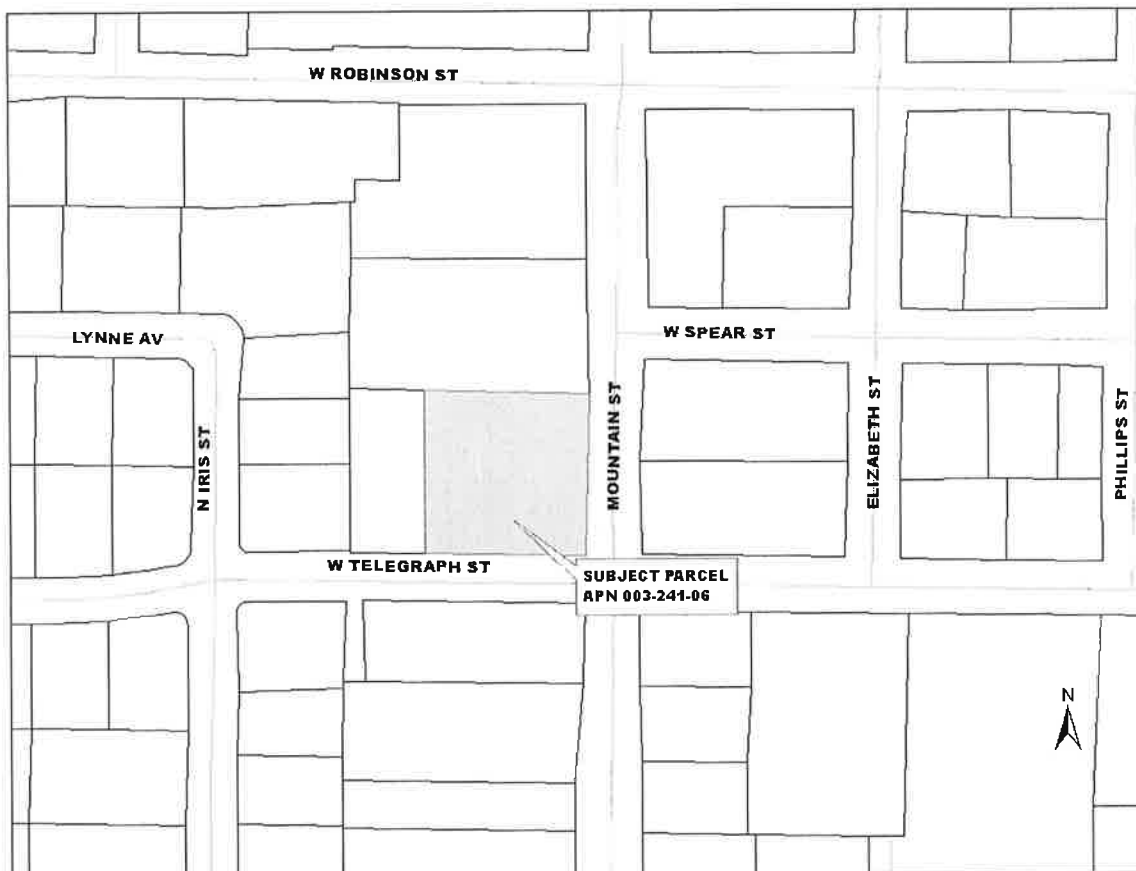 W ROBINSON ST
LYNNE AV
W SPEAR ST
N IRIS ST
MOUNTAIN ST
ELIZABETH ST
PHILLIPS ST
W TELEGRAPH ST
SUBJECT PARCEL
APN 003-241-06
N